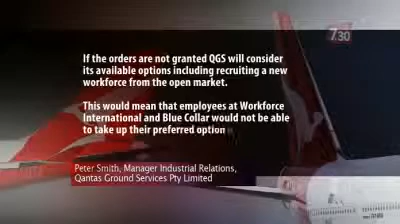 7.30
If the orders are not granted QGS will consider
its available options including recruiting a new
workforce from the open market.
This would mean that employees at Workforce
International and Blue Collar would not be able
to take up their preferred option
Peter Smith, Manager Industrial Relations,
Qantas Ground Services Pty Limited